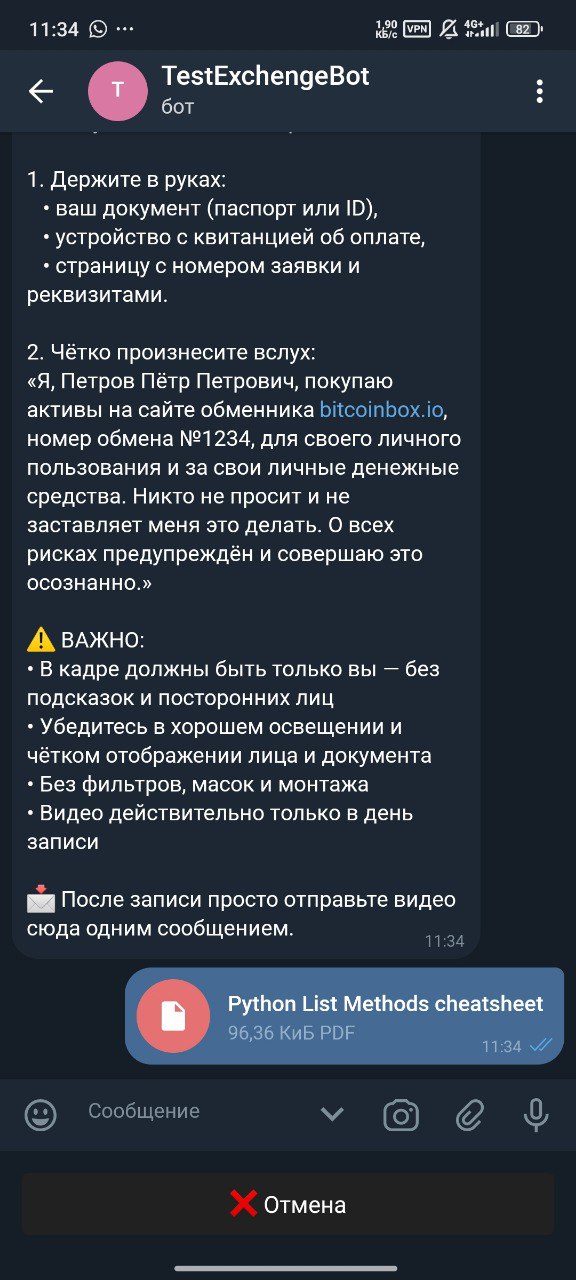 11:34
1,90
КБ/с
VPN
4G+
82
TestExchengeBot
T
бот
1. Держите в руках:
• ваш документ (паспорт или ID),
• устройство с квитанцией об оплате,
• страницу с номером заявки и
реквизитами.
2. Чётко произнесите вслух:
«Я, Петров Пётр Петрович, покупаю
активы на сайте обменника bitcoinbox.io,
номер обмена №1234, для своего личного
пользования и за свои личные денежные
средства. Никто не просит и не
заставляет меня это делать. О всех
рисках предупреждён и совершаю это
осознанно.»
⚠️ ВАЖНО:
• В кадре должны быть только вы — без
подсказок и посторонних лиц
• Убедитесь в хорошем освещении и
чётком отображении лица и документа
• Без фильтров, масок и монтажа
• Видео действительно только в день
записи
📩 После записи просто отправьте видео
сюда одним сообщением.
11:34
Python List Methods cheatsheet
96,36 КиБ PDF
11:34
Сообщение
❌ Отмена